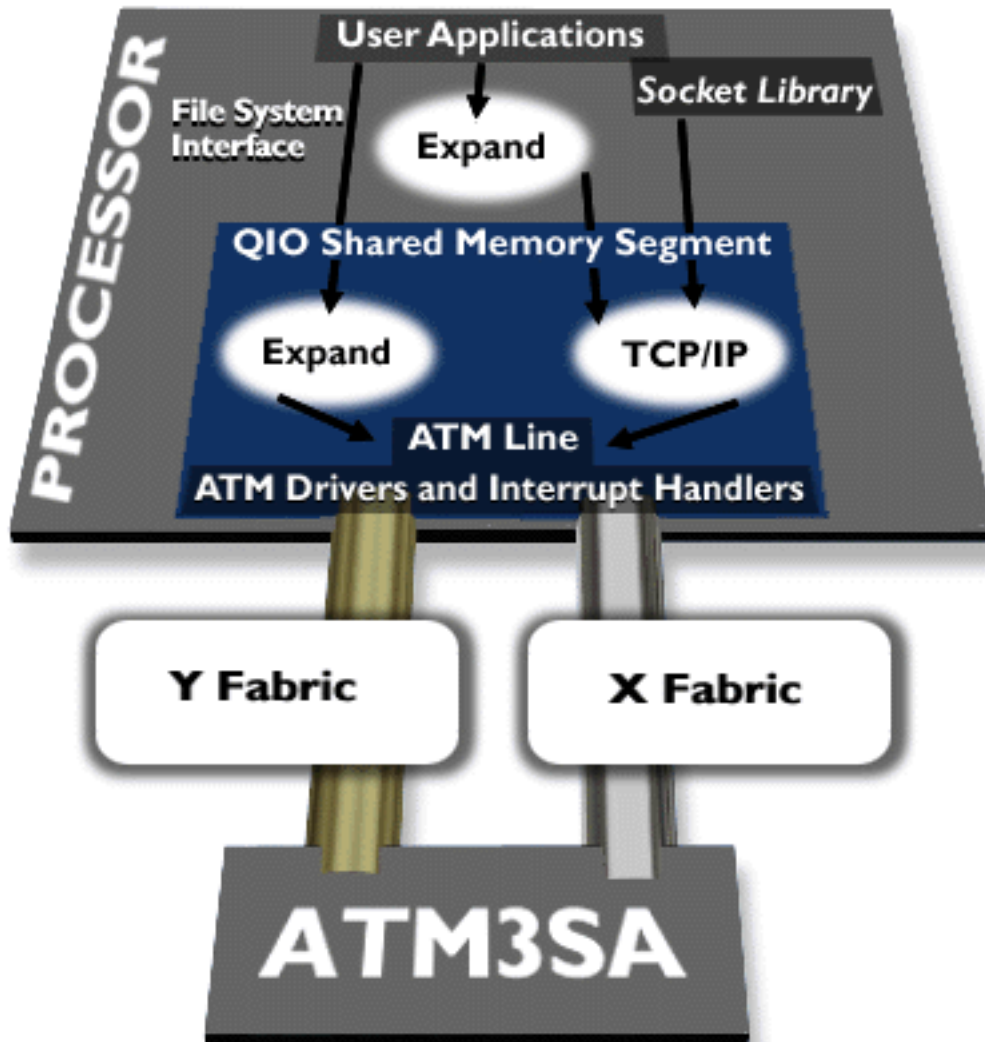 User Applications
Socket Library
PROCESSOR
File System
Interface
Expand
QIO Shared Memory Segment
Expand
TCP/IP
ATM Line
ATM Drivers and Interrupt Handlers
Y Fabric
X Fabric
ATM3SA